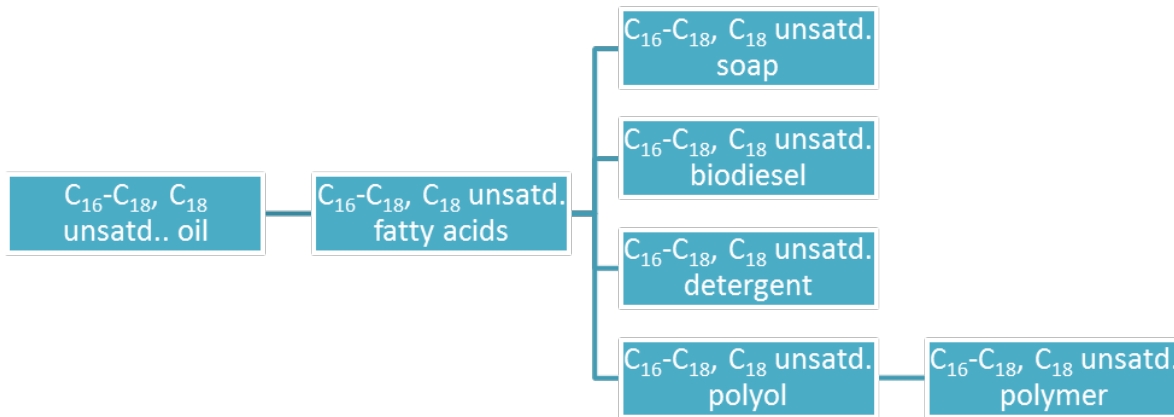 C₁₆-C₁₈, C₁₈ unsatd.
soap
C₁₆-C₁₈, C₁₈ unsatd.
biodiesel
C₁₆-C₁₈, C₁₈
unsatd.. oil
C₁₆-C₁₈, C₁₈ unsatd.
fatty acids
C₁₆-C₁₈, C₁₈ unsatd.
detergent
C₁₆-C₁₈, C₁₈ unsatd.
polyol
C₁₆-C₁₈, C₁₈ unsatd.
polymer